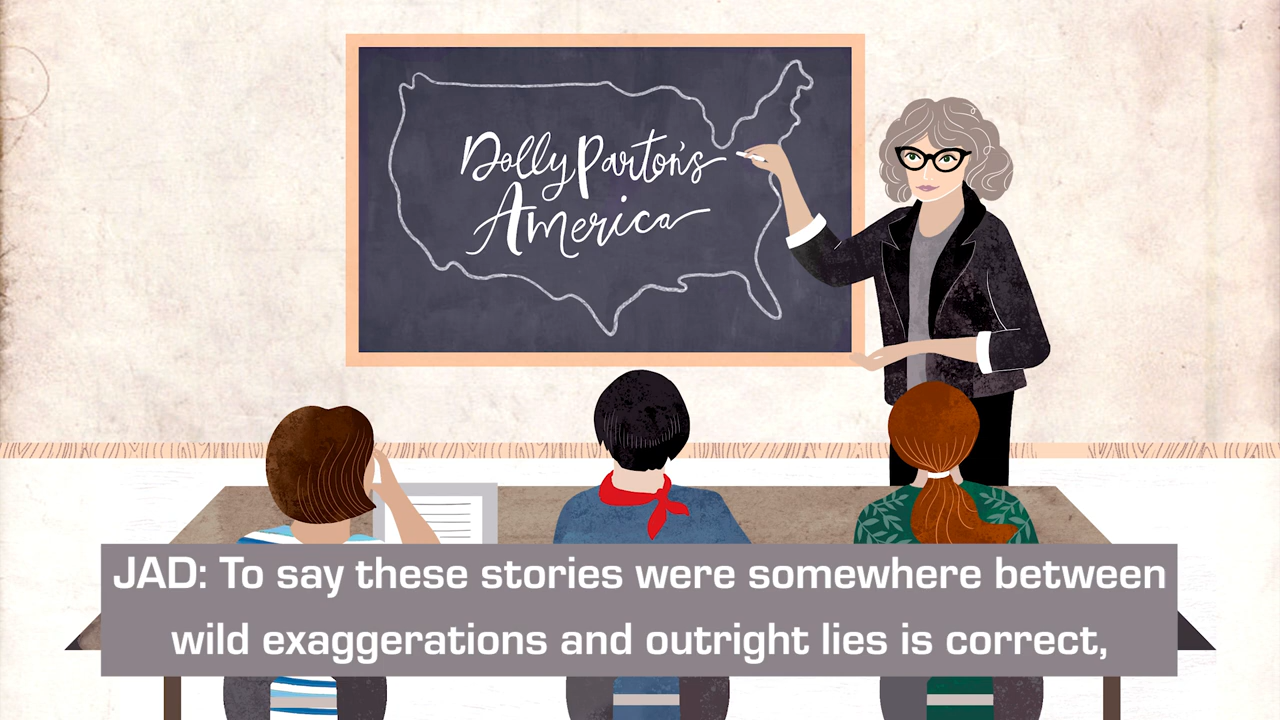 Dolly Parton's
America
JAD: To say these stories were somewhere between
wild exaggerations and outright lies is correct,